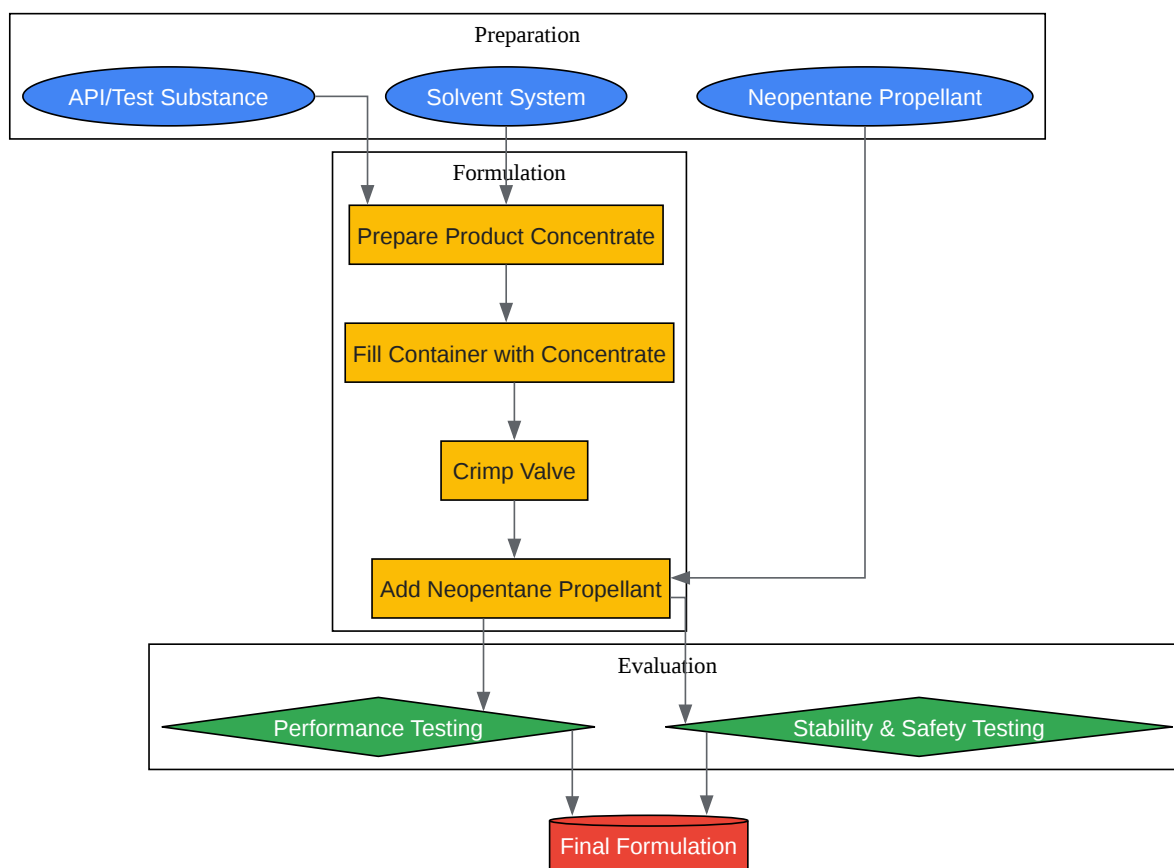 Preparation
API/Test Substance
Solvent System
Neopentane Propellant
Formulation
Prepare Product Concentrate
Fill Container with Concentrate
Crimp Valve
Add Neopentane Propellant
Evaluation
Performance Testing
Stability & Safety Testing
Final Formulation